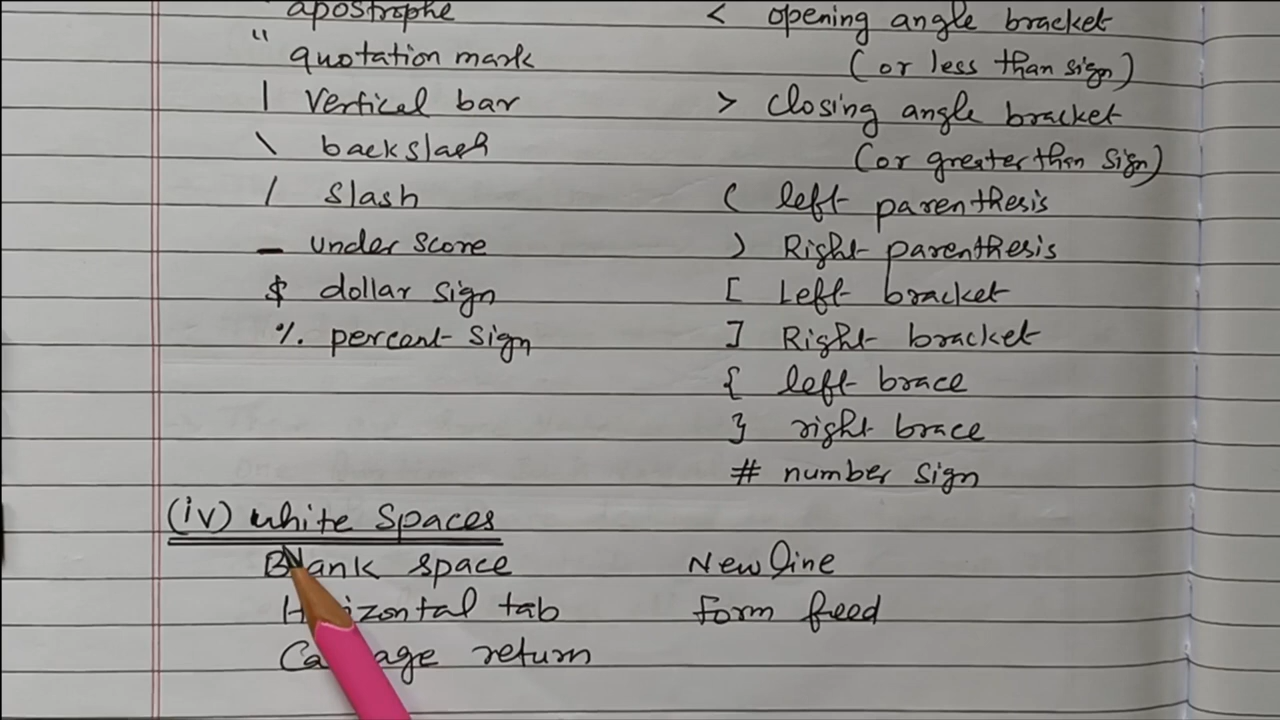 apostrophe
" quotation mark
| Vertical bar
\ backslash
/ Slash
_ under score
$ dollar sign
% percent sign
< opening angle bracket
(or less than sign)
> closing angle bracket
(or greater than sign)
( left parenthesis
) Right parenthesis
[ Left bracket
] Right bracket
{ left brace
} right brace
# number sign
(iv) white spaces
Blank space
Horizontal tab
Carriage return
New line
form feed